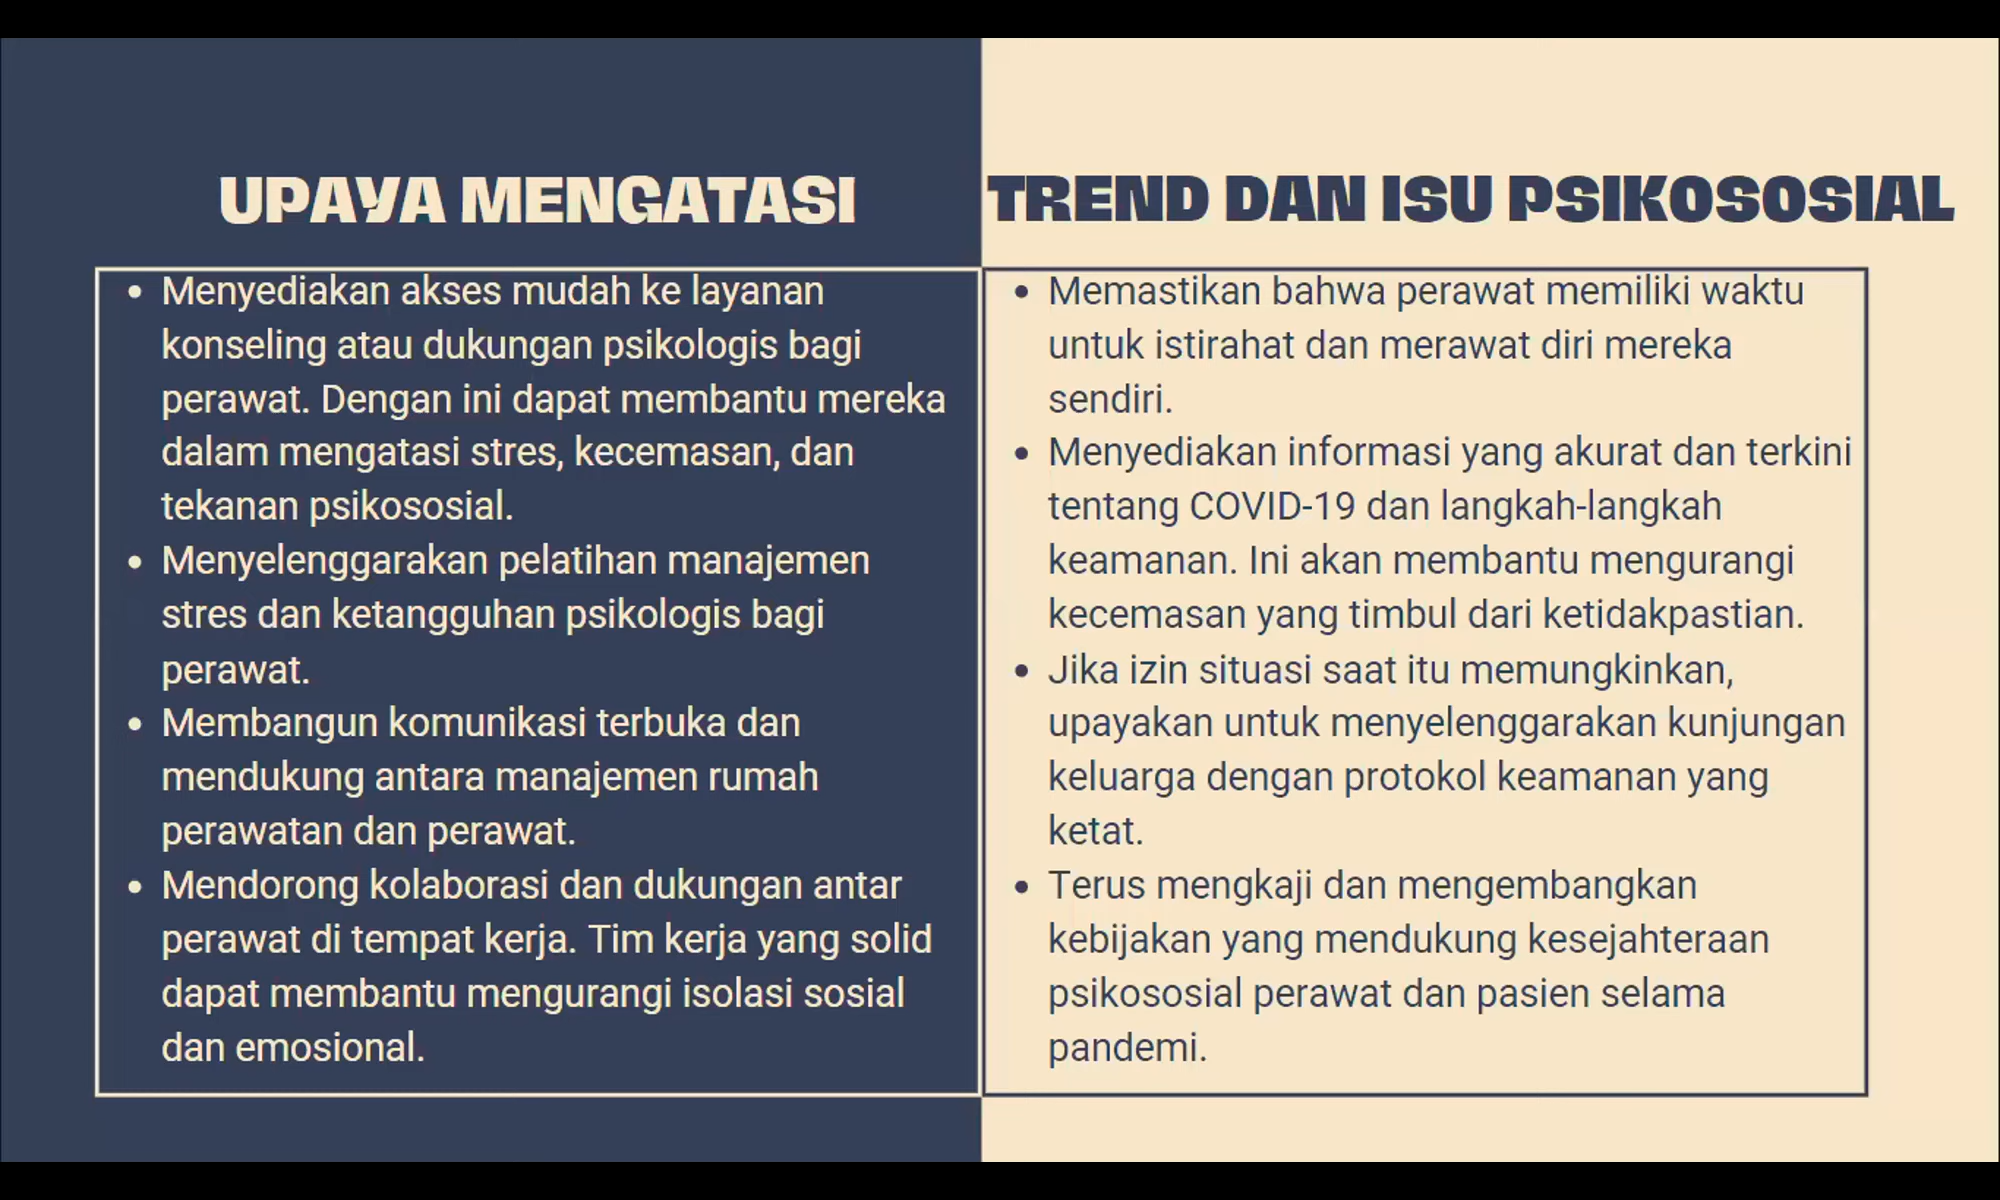 UPAYA MENGATASI
TREND DAN ISU PSIKOSOSIAL
• Menyediakan akses mudah ke layanan
konseling atau dukungan psikologis bagi
perawat. Dengan ini dapat membantu mereka
dalam mengatasi stres, kecemasan, dan
tekanan psikososial.
• Menyelenggarakan pelatihan manajemen
stres dan ketangguhan psikologis bagi
perawat.
• Membangun komunikasi terbuka dan
mendukung antara manajemen rumah
perawatan dan perawat.
• Mendorong kolaborasi dan dukungan antar
perawat di tempat kerja. Tim kerja yang solid
dapat membantu mengurangi isolasi sosial
dan emosional.
• Memastikan bahwa perawat memiliki waktu
untuk istirahat dan merawat diri mereka
sendiri.
• Menyediakan informasi yang akurat dan terkini
tentang COVID-19 dan langkah-langkah
keamanan. Ini akan membantu mengurangi
kecemasan yang timbul dari ketidakpastian.
• Jika izin situasi saat itu memungkinkan,
upayakan untuk menyelenggarakan kunjungan
keluarga dengan protokol keamanan yang
ketat.
• Terus mengkaji dan mengembangkan
kebijakan yang mendukung kesejahteraan
psikososial perawat dan pasien selama
pandemi.